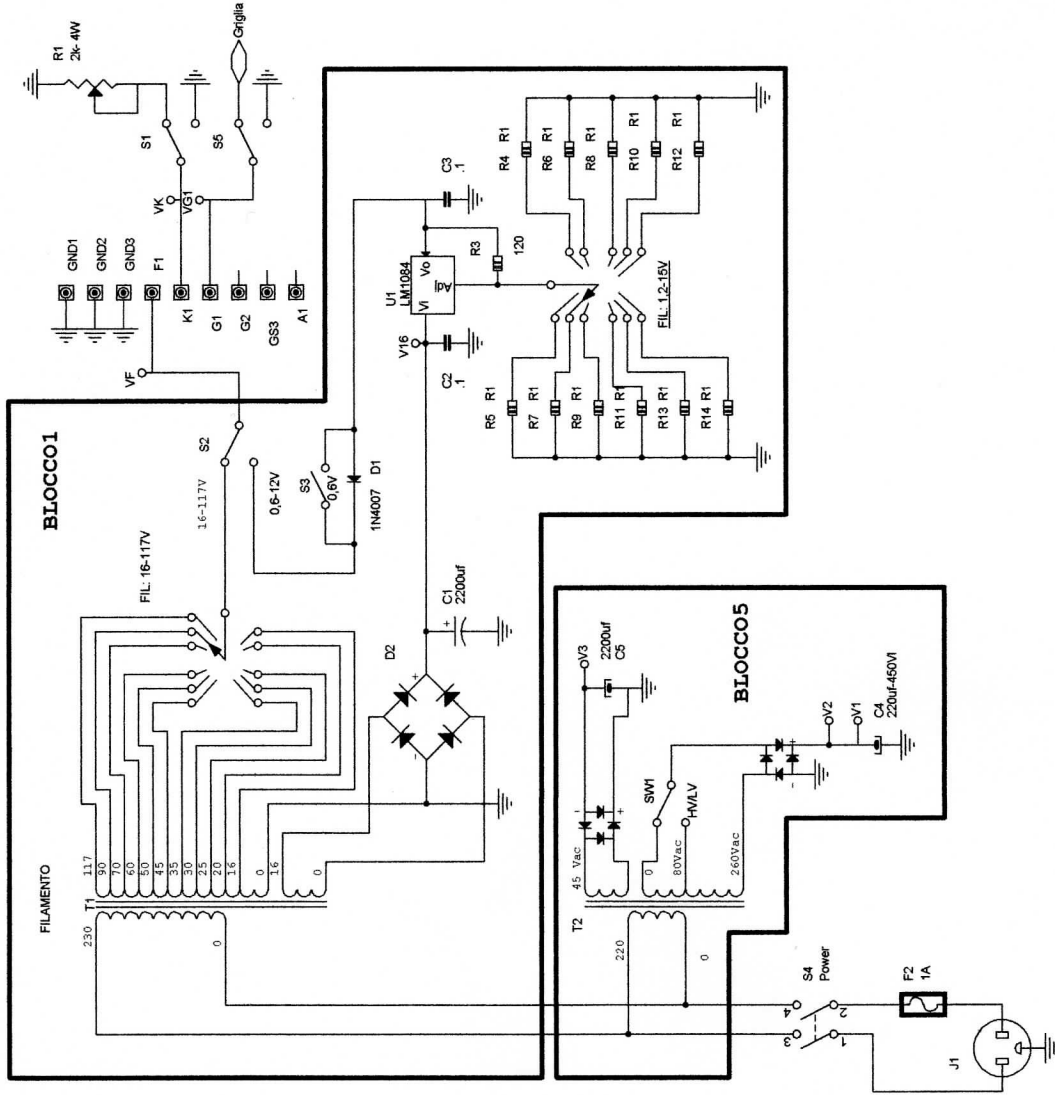 BLOCCO1
FILAMENTO
T1
230
0
117
90
70
60
50
45
35
30
25
20
16
0
16
0
FIL: 16-117V
16-117V
S2
0,6-12V
S3
0,6V
D1
1N4007
D2
C1
2200uf
+
-
+
VF
GND1
GND2
GND3
F1
K1
G1
G2
GS3
A1
VK
VG1
S1
S5
R1
2k- 4W
Griglia
V16
C2
.1
U1
LM1084
Vi
Vo
Adj
C3
.1
R3
120
FIL: 1,2-15V
R4 R1
R6 R1
R8 R1
R10 R1
R12 R1
R5 R1
R7 R1
R9 R1
R11 R1
R13 R1
R14 R1
BLOCCO5
T2
220
0
45 Vac
0
80Vac
260Vac
SW1
HV/LV
-
+
V3
2200uf
C5
+
-
V2
V1
C4
220uf-450Vl
S4
Power
4
3
2
1
F2
1A
J1